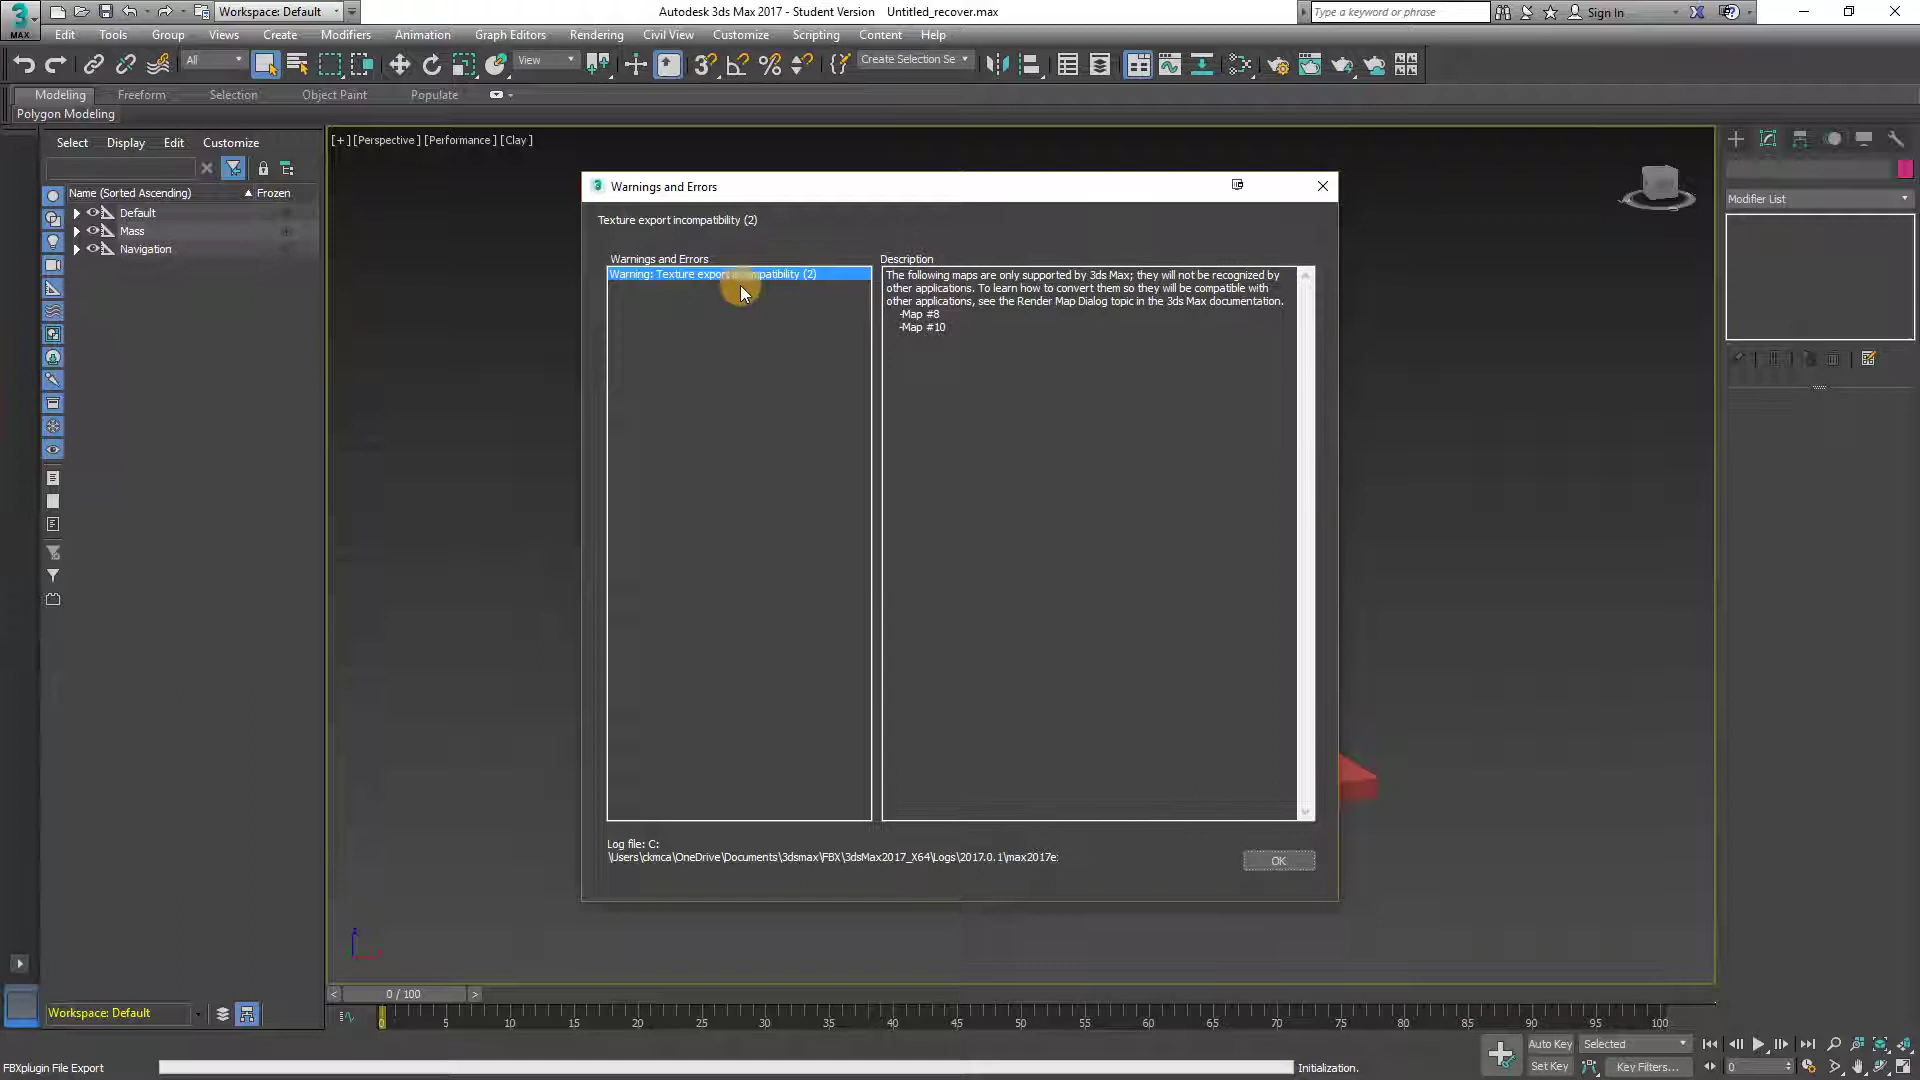 Workspace: Default
Autodesk 3ds Max 2017 - Student Version    Untitled_recover.max
Type a keyword or phrase
Sign In
MAX
Edit Tools Group Views Create Modifiers Animation Graph Editors Rendering Civil View Customize Scripting Content Help
All
View
Create Selection Se
Modeling Freeform Selection Object Paint Populate
Polygon Modeling
Select Display Edit Customize
[+] [Perspective] [Performance] [Clay]
Name (Sorted Ascending) Frozen
Default
Mass
Navigation
Modifier List
Warnings and Errors
Texture export incompatibility (2)
Warnings and Errors
Warning: Texture export incompatibility (2)
Description
The following maps are only supported by 3ds Max; they will not be recognized by
other applications. To learn how to convert them so they will be compatible with
other applications, see the Render Map Dialog topic in the 3ds Max documentation.
-Map #8
-Map #10
Log file: C:
\Users\ckmca\OneDrive\Documents\3dsmax\FBX\3dsMax2017_X64\Logs\2017.0.1\max2017e:
OK
0 / 100
Workspace: Default
0 5 10 15 20 25 30 35 40 45 50 55 60 65 70 75 80 85 90 95 100
Auto Key Selected
Set Key Key Filters... 0
FBXplugin File Export
Initialization.